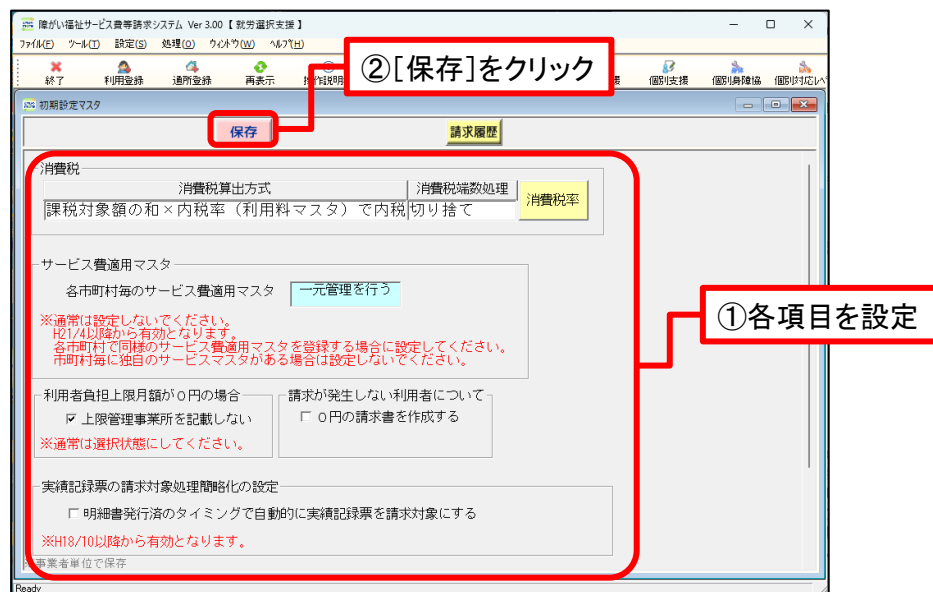 障がい福祉サービス費等請求システム Ver 3.00【 就労選択支援 】
ファイル(F) ツール(T) 設定(S) 処理(O) ウィンドウ(W) ヘルプ(H)
終了 利用登録 通所登録 再表示 個別支援 個別身障協 個別対応レベ
②[保存]をクリック
初期設定マスタ
保存 請求履歴
消費税
消費税算出方式 消費税端数処理
課税対象額の和×内税率（利用料マスタ）で内税 切り捨て 消費税率
サービス費適用マスタ
各市町村毎のサービス費適用マスタ 一元管理を行う
①各項目を設定
※通常は設定しないでください。
H21/4以降から有効となります。
各市町村で同様のサービス費適用マスタを登録する場合に設定してください。
市町村毎に独自のサービスマスタがある場合は設定しないでください。
利用者負担上限月額が０円の場合 請求が発生しない利用者について
上限管理事業所を記載しない ０円の請求書を作成する
※通常は選択状態にしてください。
実績記録票の請求対象処理簡略化の設定
明細書発行済のタイミングで自動的に実績記録票を請求対象にする
※H18/10以降から有効となります。
事業者単位で保存
Ready